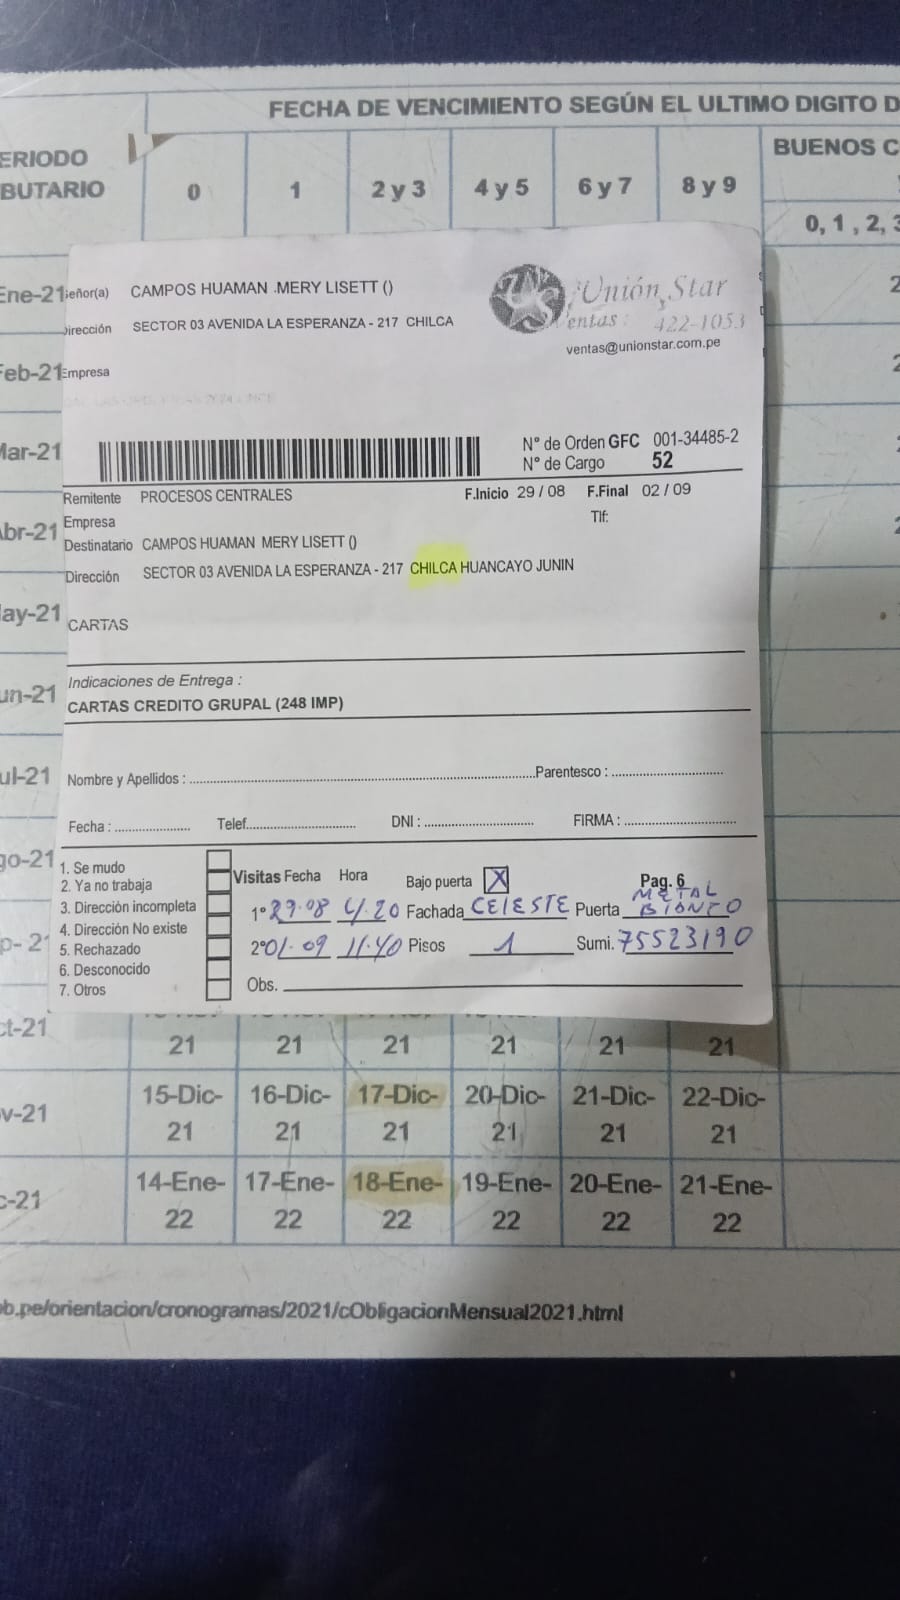 FECHA DE VENCIMIENTO SEGÚN EL ULTIMO DIGITO D
ERIODO
BUTARIO
0 1 2 y 3 4 y 5 6 y 7 8 y 9
BUENOS C
0, 1 , 2, 3
Ene-21
Feb-21
Mar-21
Abr-21
May-21
un-21
ul-21
go-21
p-21
ct-21
eñor(a) CAMPOS HUAMAN .MERY LISETT ()
Dirección SECTOR 03 AVENIDA LA ESPERANZA - 217 CHILCA
Empresa
Unión Star
Ventas : 422-1053
ventas@unionstar.com.pe
N° de Orden GFC 001-34485-2
N° de Cargo 52
Remitente PROCESOS CENTRALES F.Inicio 29 / 08 F.Final 02 / 09
Empresa Tlf:
Destinatario CAMPOS HUAMAN MERY LISETT ()
Dirección SECTOR 03 AVENIDA LA ESPERANZA - 217 CHILCA HUANCAYO JUNIN
CARTAS
Indicaciones de Entrega :
CARTAS CREDITO GRUPAL (248 IMP)
Nombre y Apellidos : Parentesco :
Fecha : Telef. DNI : FIRMA :
1. Se mudo
2. Ya no trabaja
3. Dirección incompleta
4. Dirección No existe
5. Rechazado
6. Desconocido
7. Otros
Visitas Fecha Hora Bajo puerta X Pag. 6
1° 29.08 4.20 Fachada CELESTE Puerta METAL
2° 01.09 11.40 Pisos 1 Sumi. 75523190
Obs.
21 21 21 21 21 21
v-21 15-Dic- 16-Dic- 17-Dic- 20-Dic- 21-Dic- 22-Dic-
21 21 21 21 21 21
c-21 14-Ene- 17-Ene- 18-Ene- 19-Ene- 20-Ene- 21-Ene-
22 22 22 22 22 22
ob.pe/orientacion/cronogramas/2021/cObligacionMensual2021.html